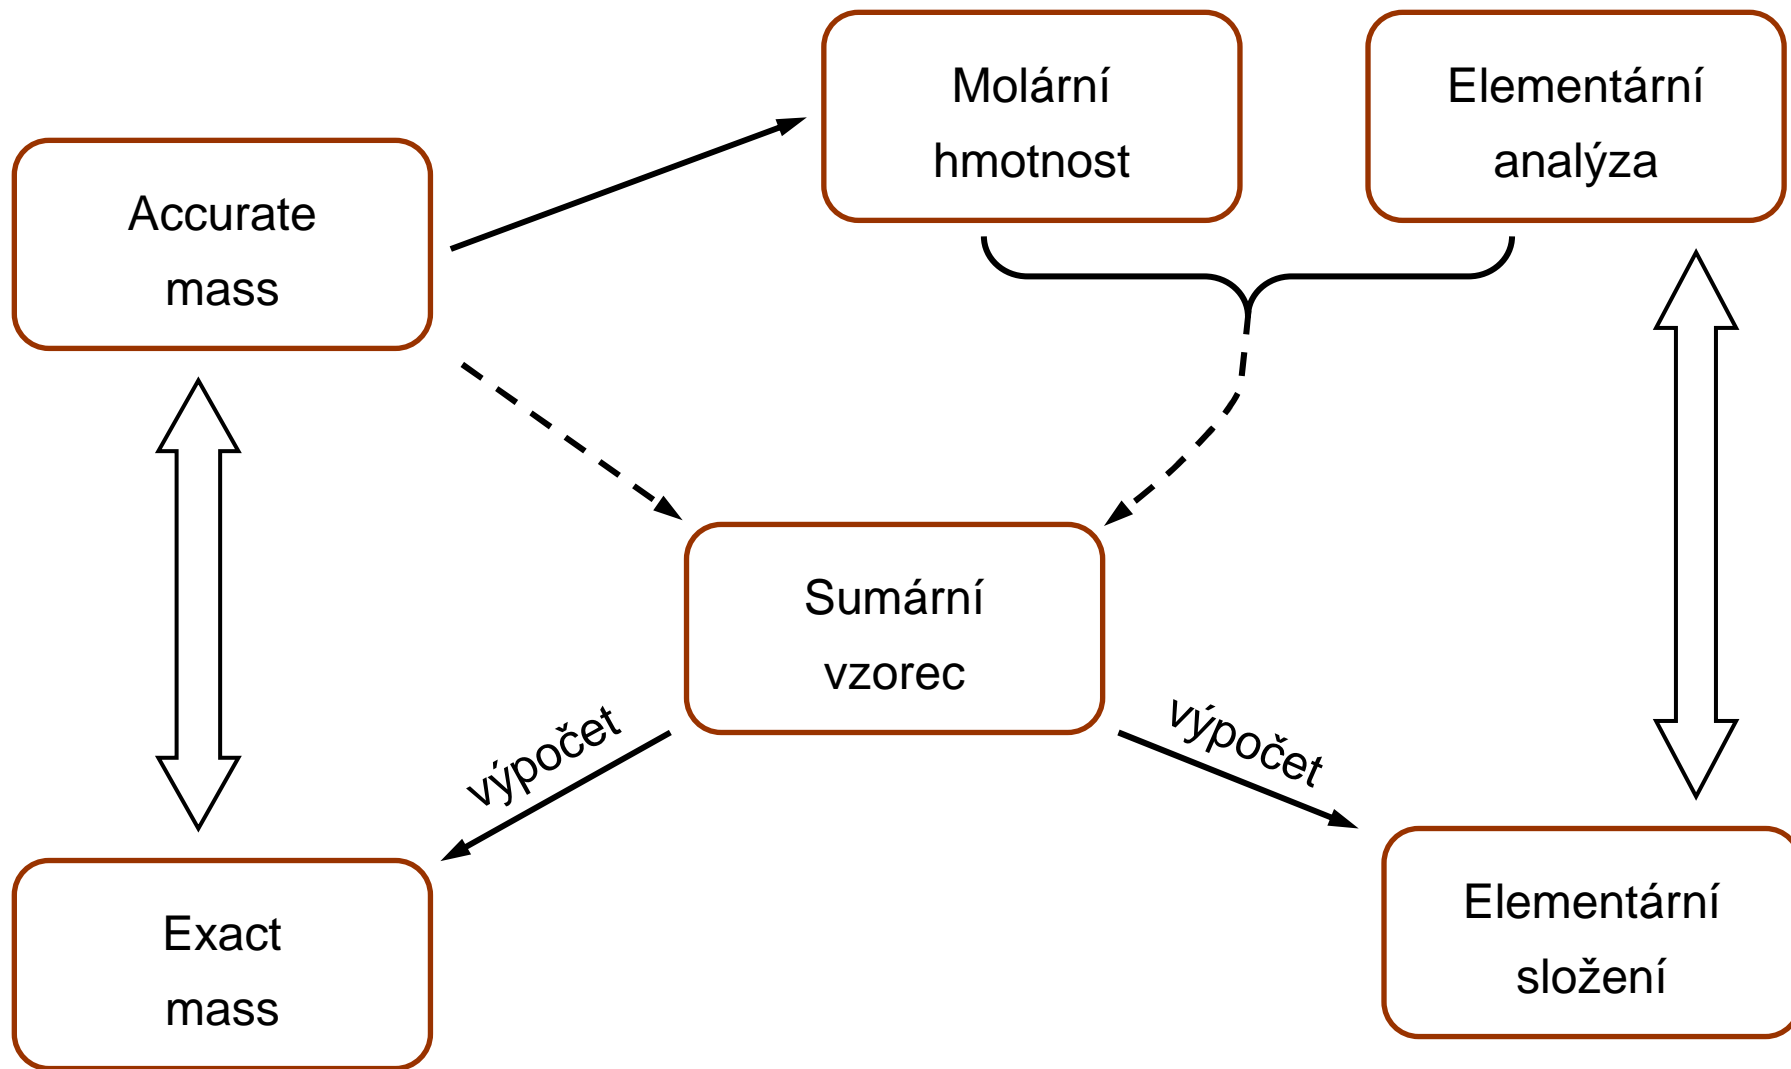 Molární
hmotnost
Elementární
analýza
Accurate
mass
Sumární
vzorec
výpočet
výpočet
Exact
mass
Elementární
složení